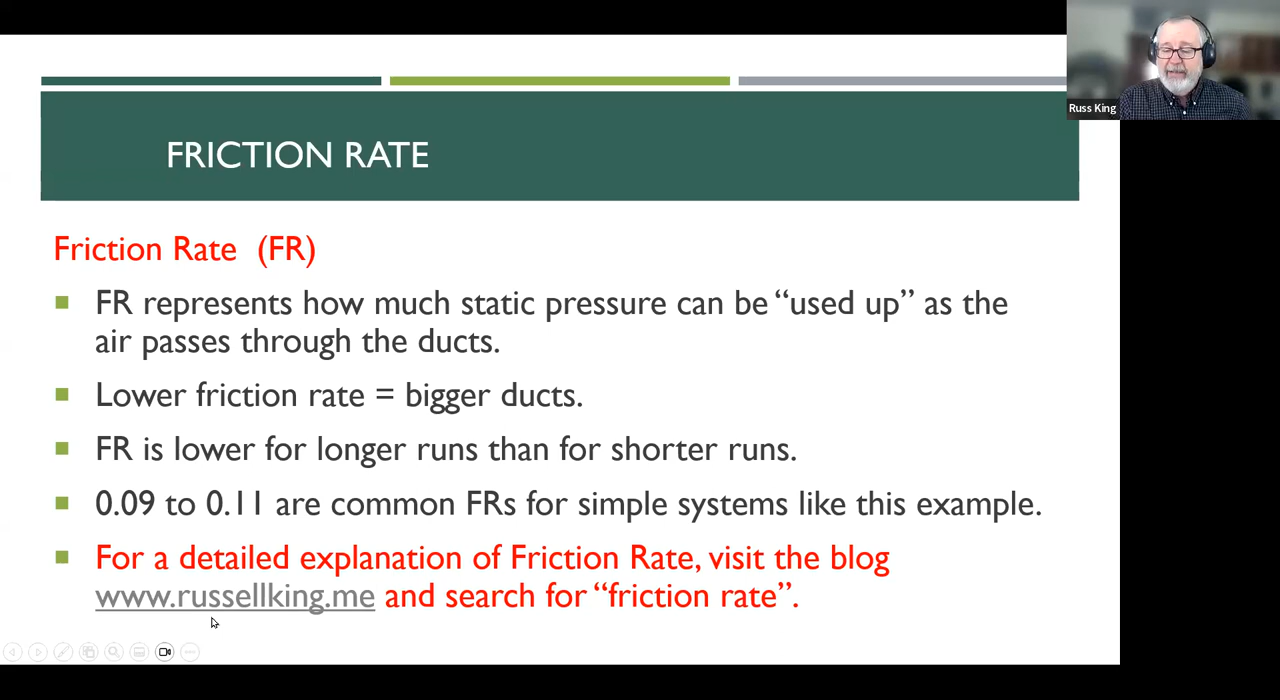 Russ King
FRICTION RATE
Friction Rate (FR)
FR represents how much static pressure can be “used up” as the
air passes through the ducts.
Lower friction rate = bigger ducts.
FR is lower for longer runs than for shorter runs.
0.09 to 0.11 are common FRs for simple systems like this example.
For a detailed explanation of Friction Rate, visit the blog
www.russellking.me and search for “friction rate”.